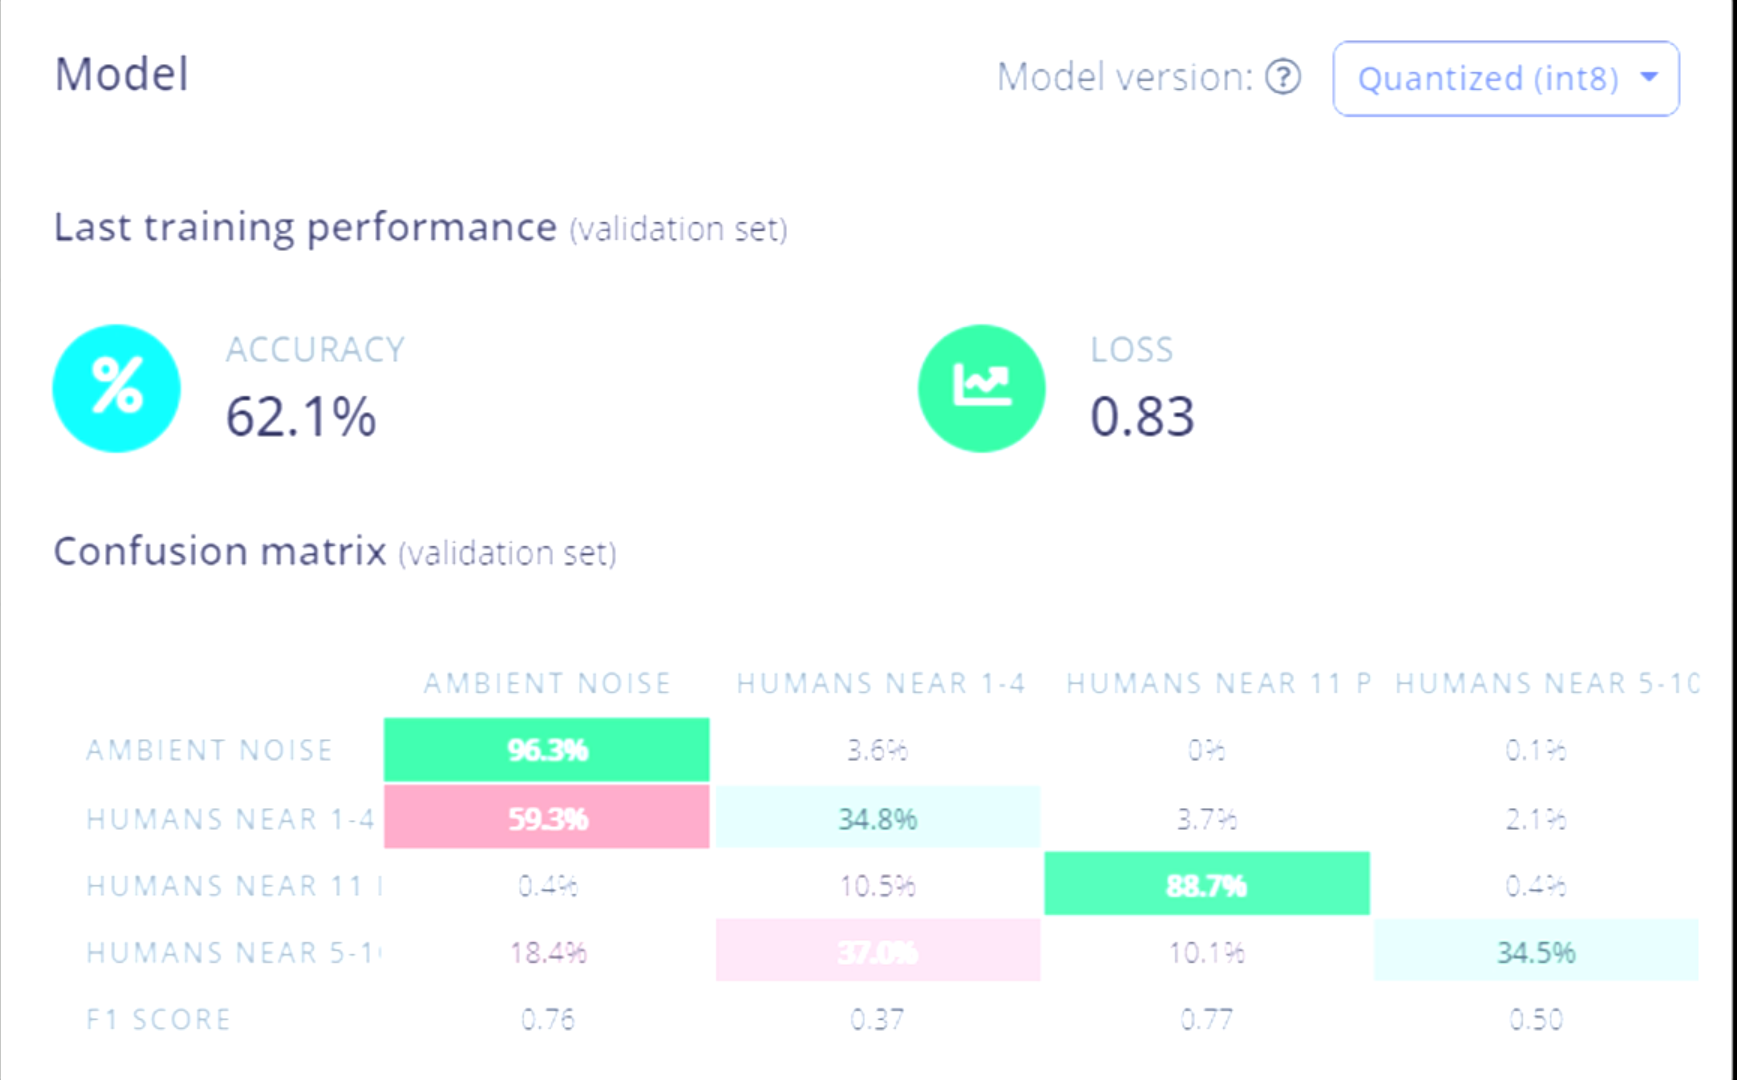 Model
Model version: ? Quantized (int8)
Last training performance (validation set)
% ACCURACY
62.1%
LOSS
0.83
Confusion matrix (validation set)
AMBIENT NOISE HUMANS NEAR 1-4 HUMANS NEAR 11 P HUMANS NEAR 5-10
AMBIENT NOISE 96.3% 3.6% 0% 0.1%
HUMANS NEAR 1-4 59.3% 34.8% 3.7% 2.1%
HUMANS NEAR 11 0.4% 10.5% 88.7% 0.4%
HUMANS NEAR 5-1 18.4% 37.0% 10.1% 34.5%
F1 SCORE 0.76 0.37 0.77 0.50